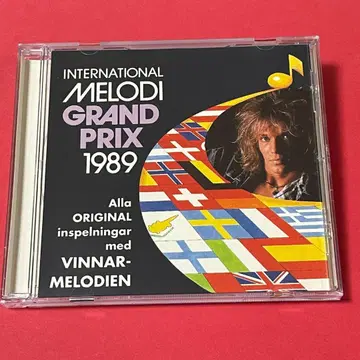 INTERNATIONAL
MELODI
GRAND
PRIX
1989
Alla
ORIGINAL
inspelningar
med
VINNAR-
MELODIEN